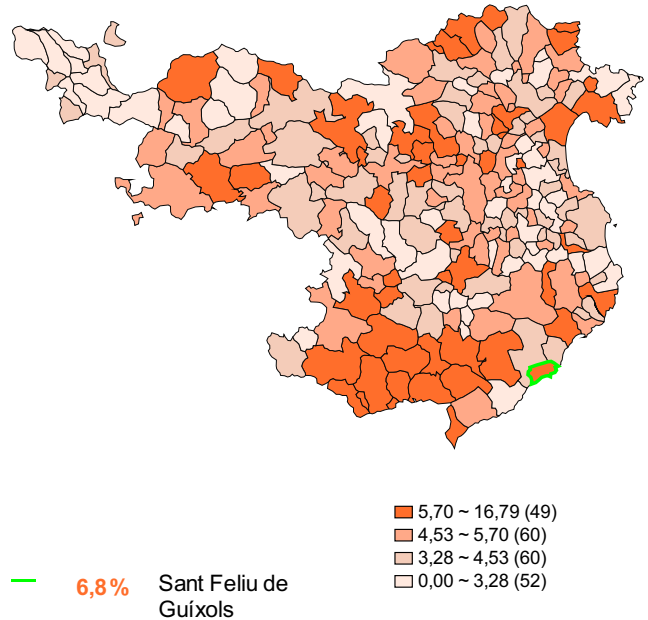 5,70 ~ 16,79 (49)
4,53 ~ 5,70 (60)
3,28 ~ 4,53 (60)
0,00 ~ 3,28 (52)
6,8% Sant Feliu de
Guíxols